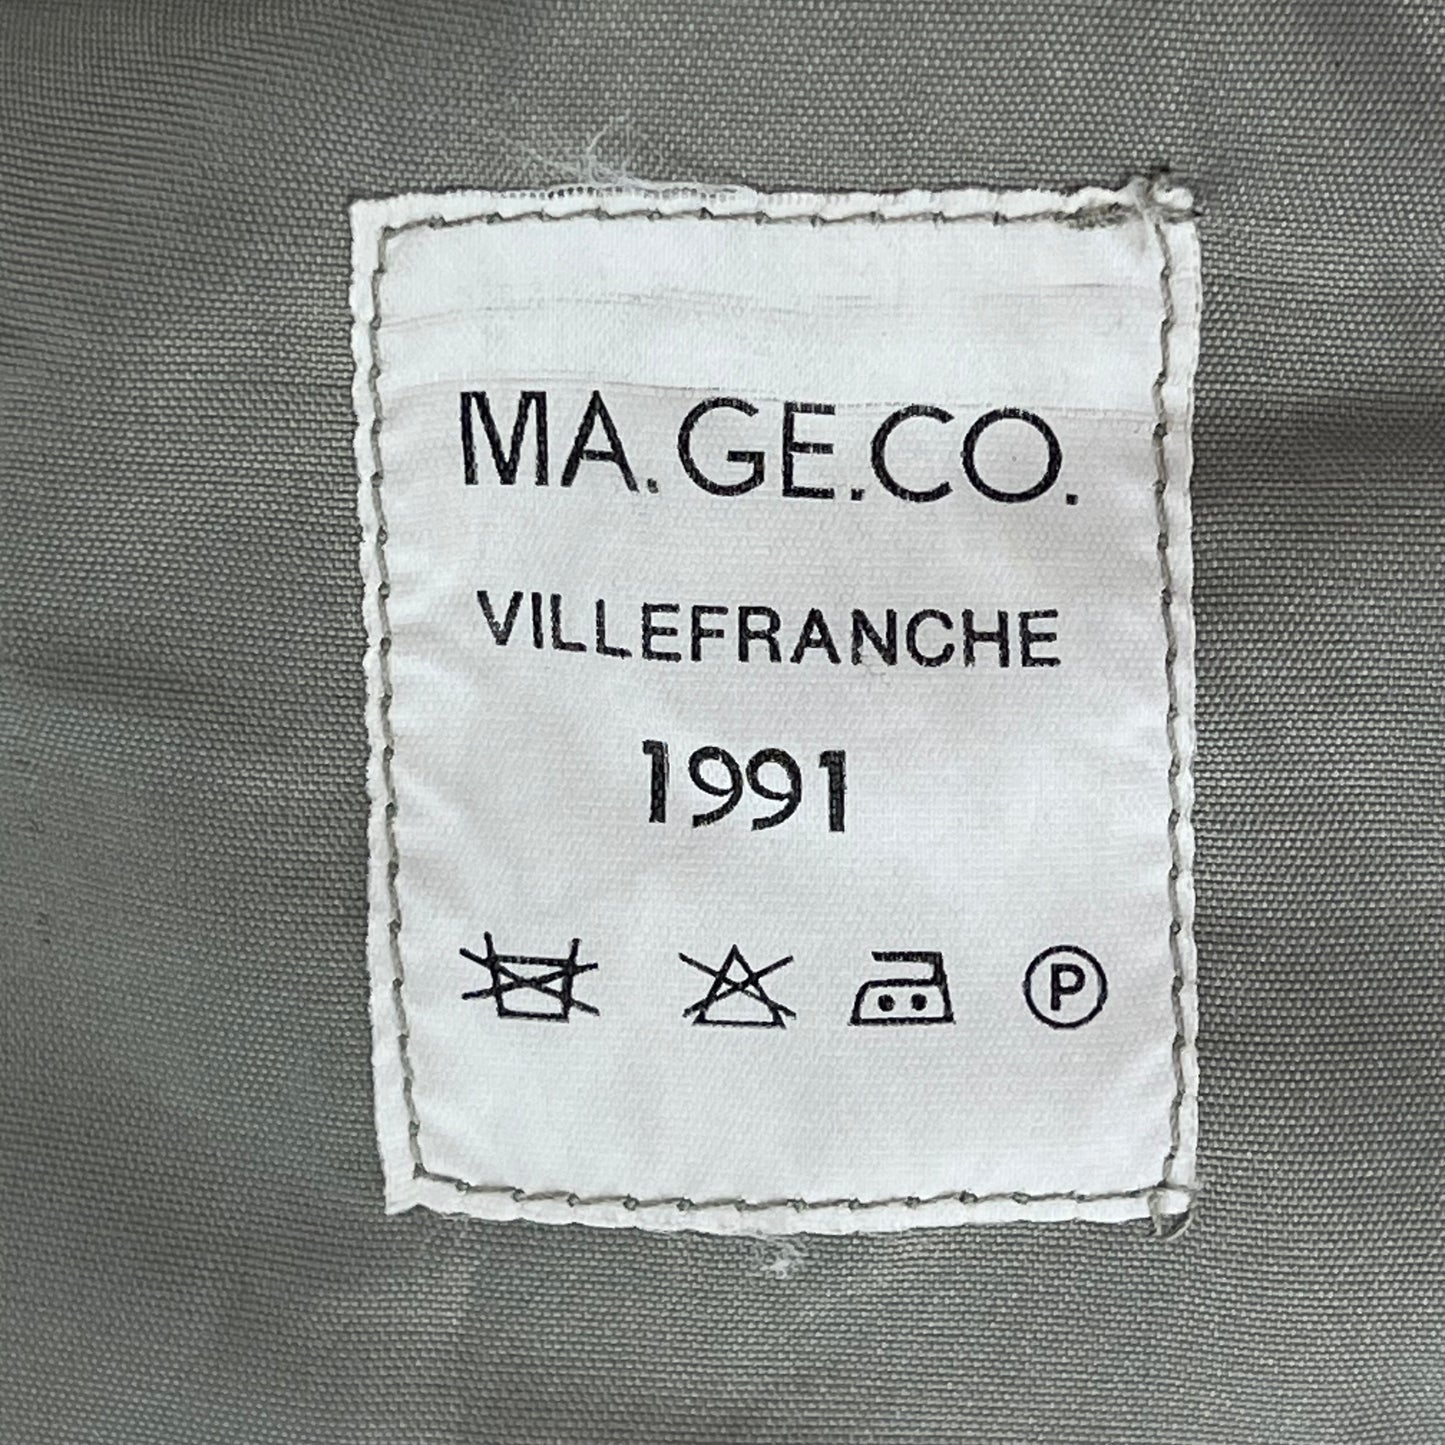 MA.GE.CO.
VILLEFRANCHE
1991
P